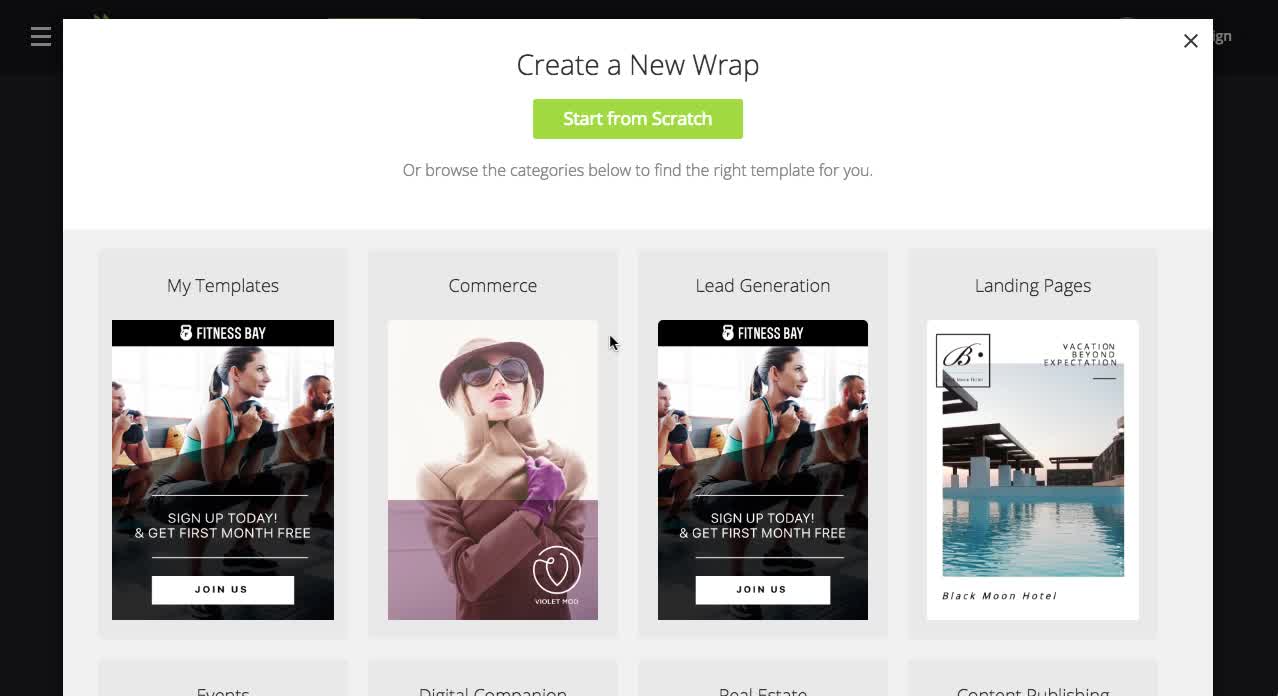 Create a New Wrap
Start from Scratch
Or browse the categories below to find the right template for you.
My Templates
Commerce
Lead Generation
Landing Pages
FITNESS BAY
SIGN UP TODAY!
& GET FIRST MONTH FREE
JOIN US
VIOLET MOD
FITNESS BAY
SIGN UP TODAY!
& GET FIRST MONTH FREE
JOIN US
B.
VACATION
BEYOND
EXPECTATION
Black Moon Hotel
Events
Digital Companion
Real Estate
Content Publishing